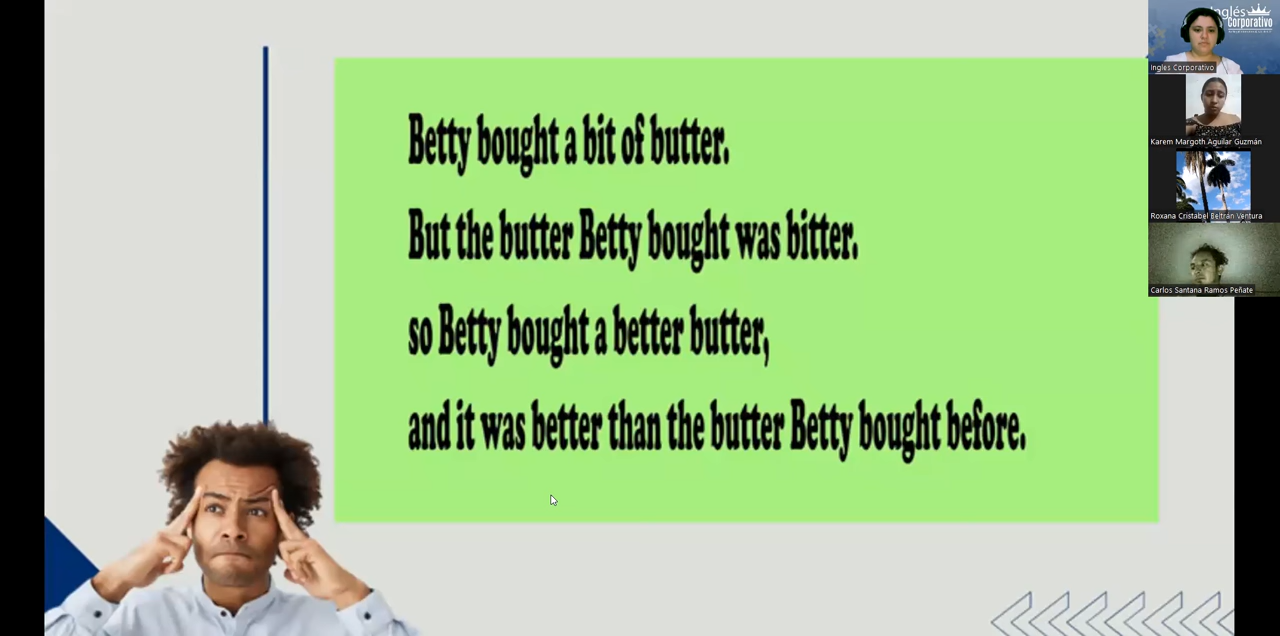 Betty bought a bit of butter.
But the butter Betty bought was bitter.
so Betty bought a better butter,
and it was better than the butter Betty bought before.
Inglés
Corporativo
Ingles Corporativo
Karem Margoth Aguilar Guzmán
Roxana Cristabel Beltrán Ventura
Carlos Santana Ramos Peñate